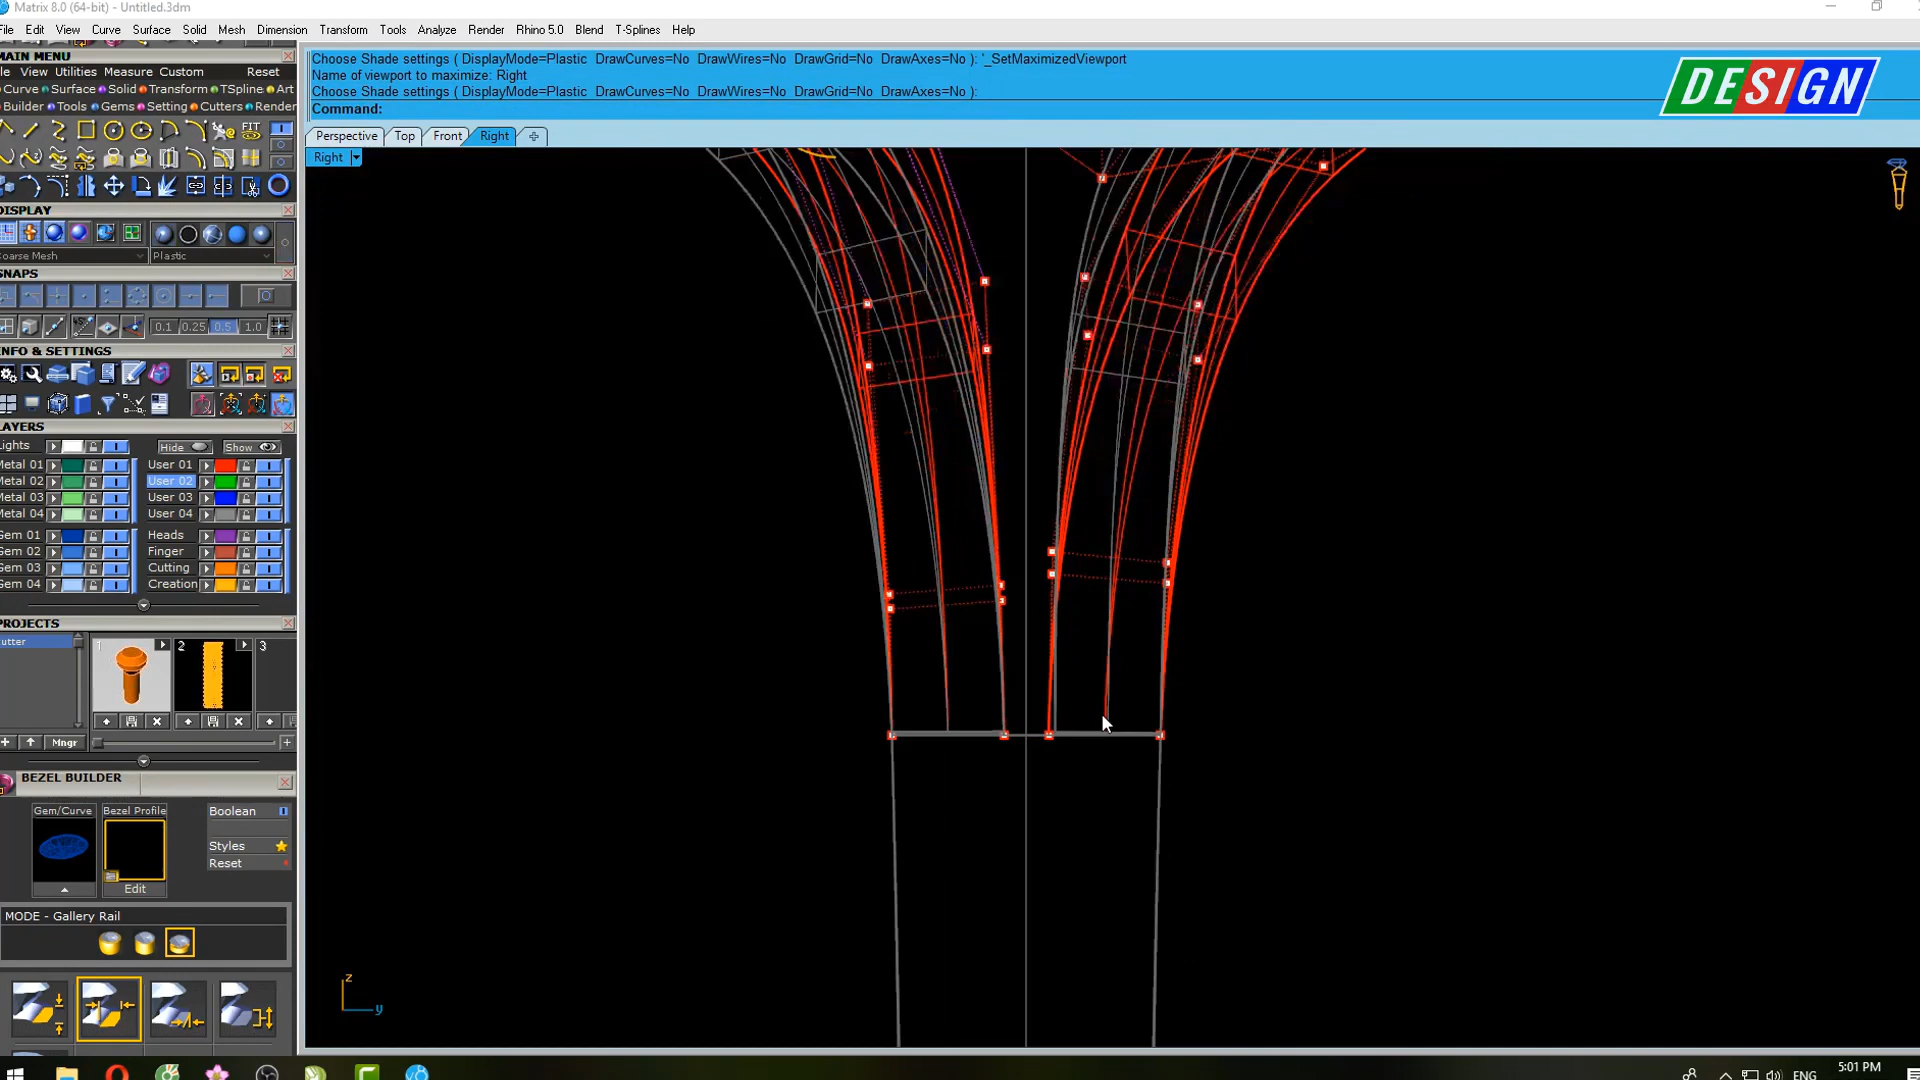 Matrix 8.0 (64-bit) - Untitled.3dm
File Edit View Curve Surface Solid Mesh Dimension Transform Tools Analyze Render Rhino 5.0 Blend T-Splines Help
MAIN MENU
le View Utilities Measure Custom Reset
Curve Surface Solid Transform TSpline Art
Builder Tools Gems Setting Cutters Render
FIT
Choose Shade settings ( DisplayMode=Plastic DrawCurves=No DrawWires=No DrawGrid=No DrawAxes=No ): '_SetMaximizedViewport
Name of viewport to maximize: Right
Choose Shade settings ( DisplayMode=Plastic DrawCurves=No DrawWires=No DrawGrid=No DrawAxes=No ):
Command:
DESIGN
Perspective Top Front Right
Right
DISPLAY
Coarse Mesh Plastic
SNAPS
0.1 0.25 0.5 1.0
INFO & SETTINGS
LAYERS
Lights Hide Show
Metal 01 User 01
Metal 02 User 02
Metal 03 User 03
Metal 04 User 04
Gem 01 Heads
Gem 02 Finger
Gem 03 Cutting
Gem 04 Creation
PROJECTS
utter 1 2 3
Mngr
BEZEL BUILDER
Gem/Curve Bezel Profile Boolean
Styles
Reset
Edit
MODE - Gallery Rail
z
y
5:01 PM
ENG